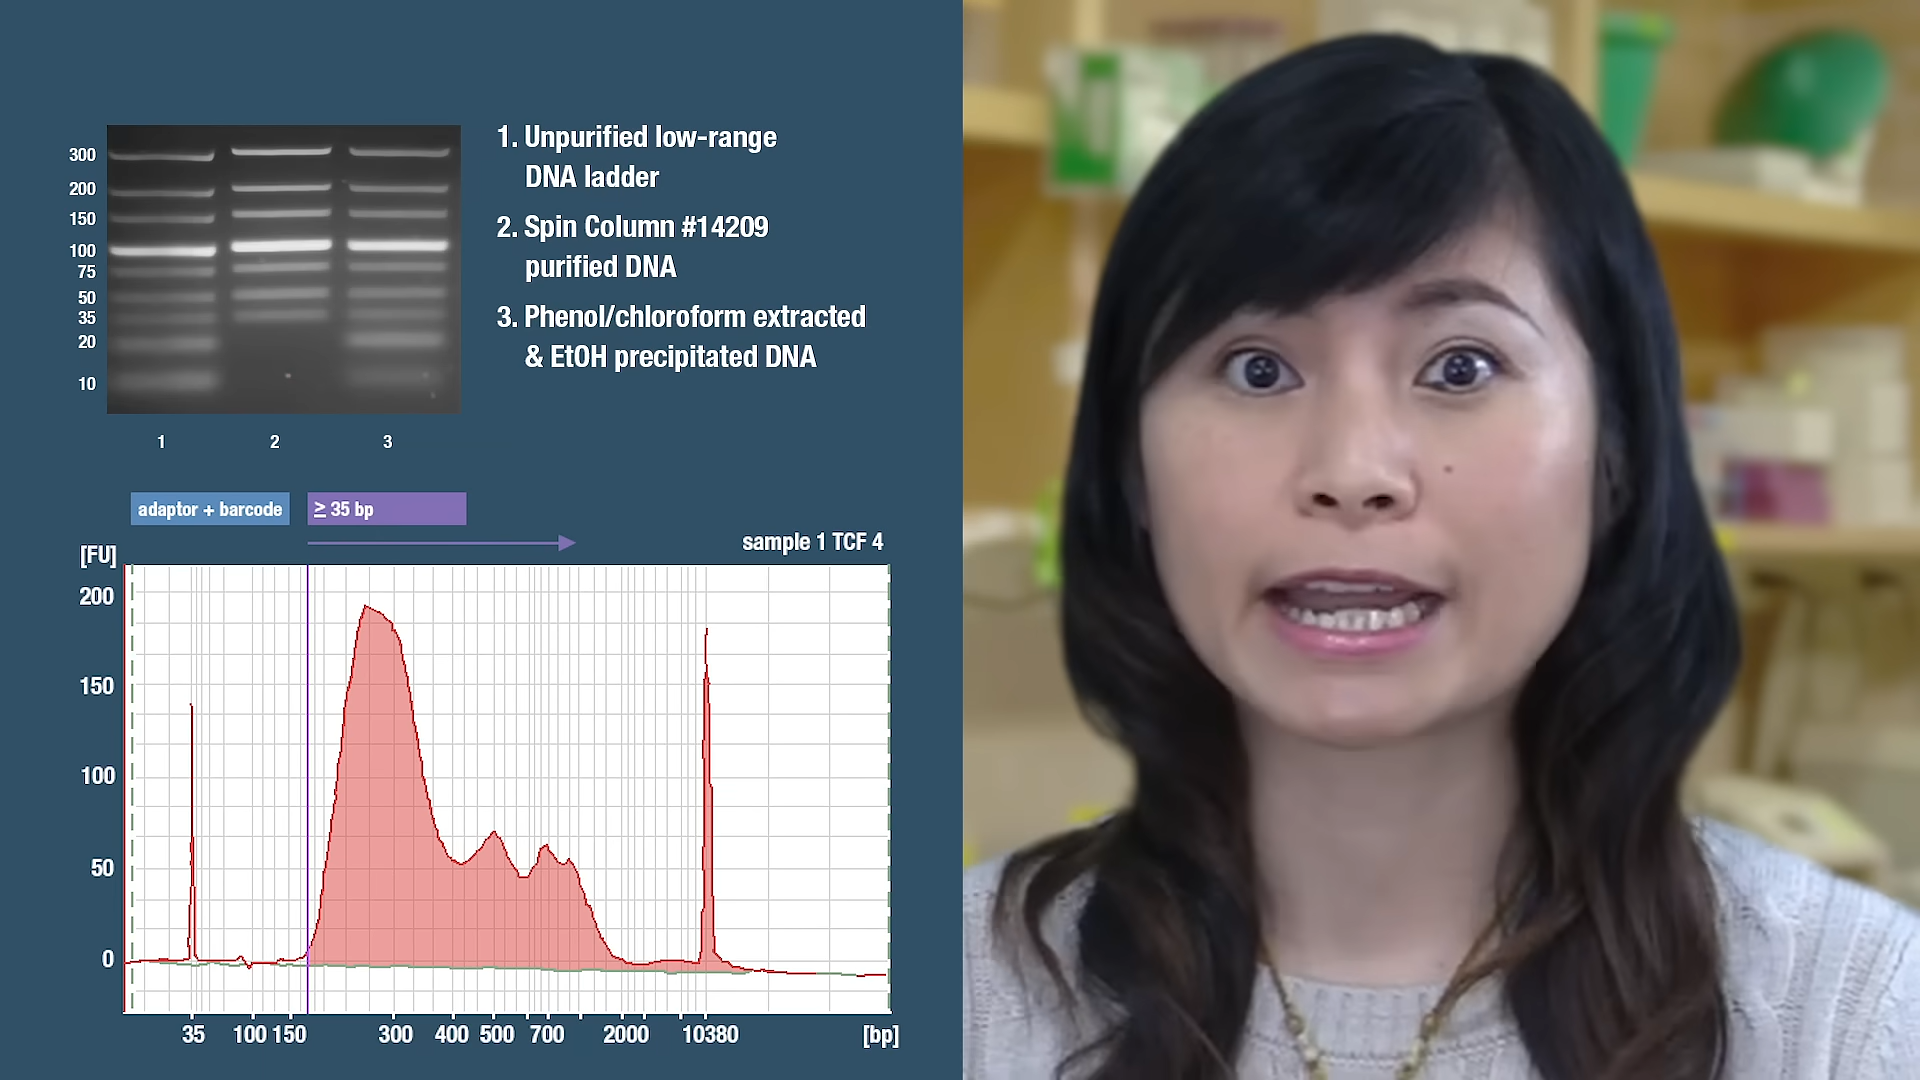 300
200
150
100
75
50
35
20
10
1 2 3
1. Unpurified low-range
DNA ladder
2. Spin Column #14209
purified DNA
3. Phenol/chloroform extracted
& EtOH precipitated DNA
adaptor + barcode
≥ 35 bp
sample 1 TCF 4
[FU]
200
150
100
50
0
35 100 150 300 400 500 700 2000 10380 [bp]